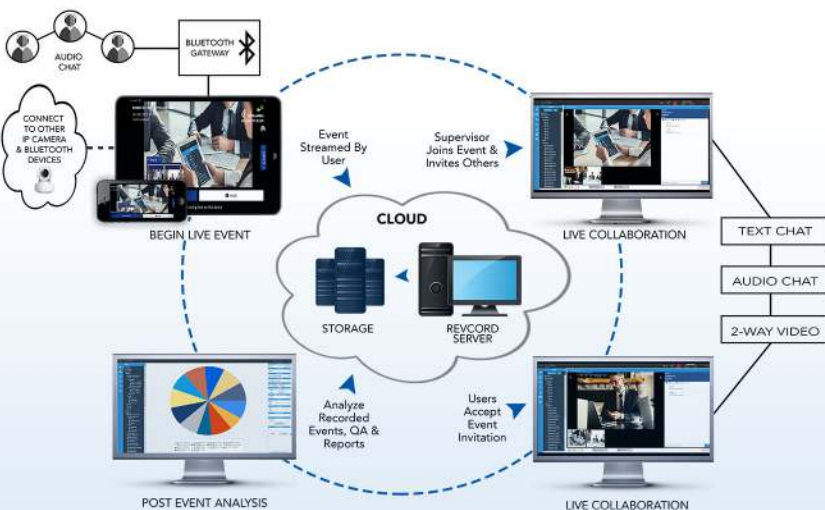 AUDIO
CHAT
BLUETOOTH
GATEWAY
CONNECT
TO OTHER
IP CAMERA
& BLUETOOTH
DEVICES
BEGIN LIVE EVENT
Event
Streamed By
User
Supervisor
Joins Event &
Invites Others
LIVE COLLABORATION
CLOUD
STORAGE
REVCORD
SERVER
TEXT CHAT
AUDIO CHAT
2-WAY VIDEO
Analyze
Recorded
Events, QA &
Reports
Users
Accept
Event
Invitation
POST EVENT ANALYSIS
LIVE COLLABORATION